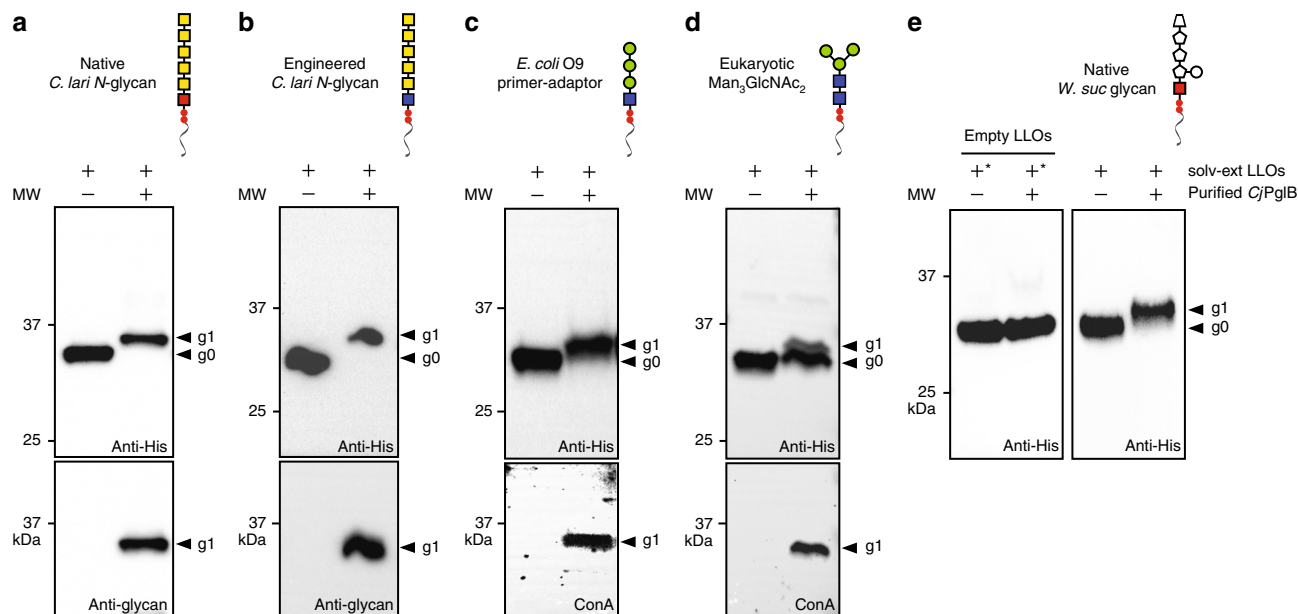 a
Native
C. lari N-glycan
+ +
MW − +
37
25
g1
g0
Anti-His
37
kDa
g1
Anti-glycan
b
Engineered
C. lari N-glycan
+ +
MW − +
37
25
g1
g0
Anti-His
37
kDa
g1
Anti-glycan
c
E. coli O9
primer-adaptor
+ +
MW − +
37
25
g1
g0
Anti-His
37
kDa
g1
ConA
d
Eukaryotic
Man₃GlcNAc₂
+ +
MW − +
37
25
g1
g0
Anti-His
37
kDa
g1
ConA
e
Native
W. suc glycan
Empty LLOs
+* +* + + solv-ext LLOs
MW − + − + Purified CjPglB
37
25
kDa
g1
g0
Anti-His
Anti-His